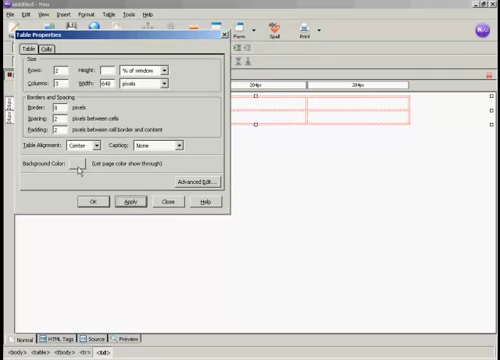 untitled - Nvu
File Edit View Insert Format Table Tools Help
Form Spell Print
Table Properties
Table Cells
Size
Rows: 2 Height: % of window
Columns: 3 Width: 640 pixels
204px 204px
Borders and Spacing
Border: 0 pixels
Spacing: 2 pixels between cells
Padding: 2 pixels between cell border and content
Table Alignment: Center Caption: None
Background Color: (Let page color show through)
Advanced Edit...
OK Apply Close Help
Normal HTML Tags Source Preview
<body> <table> <tbody> <tr> <td>